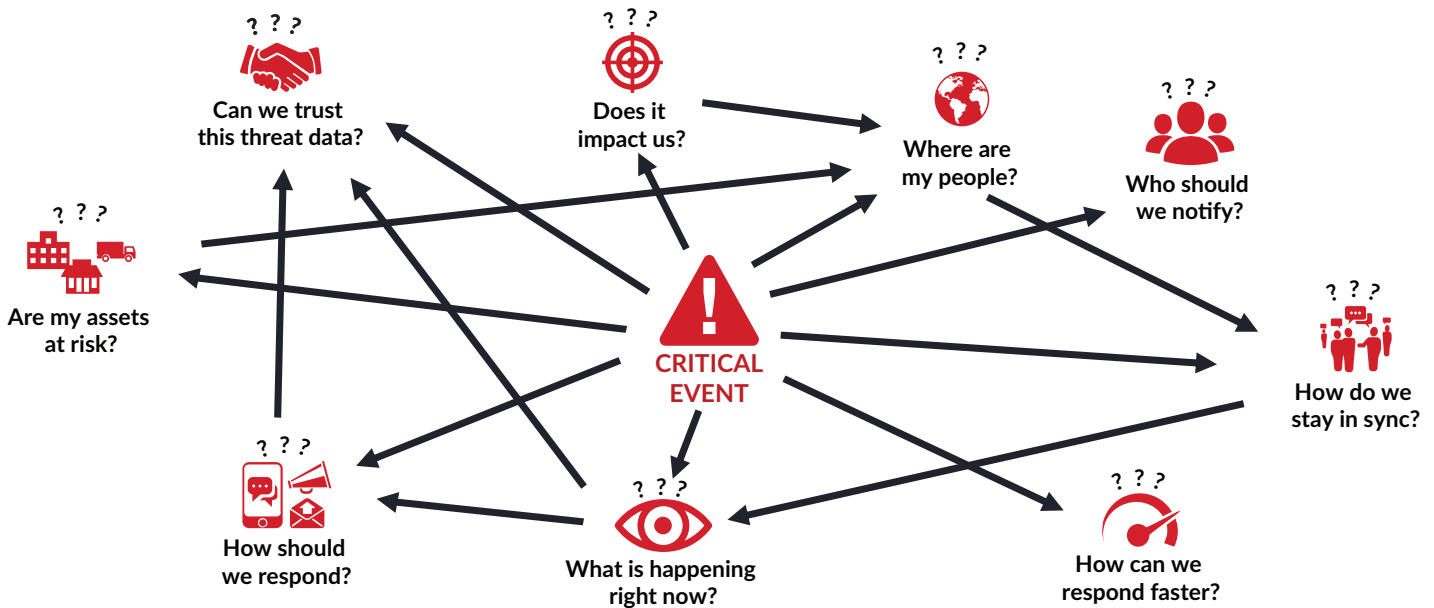 ? ? ?
Can we trust
this threat data?
? ? ?
Does it
impact us?
? ? ?
Where are
my people?
? ? ?
Who should
we notify?
? ? ?
Are my assets
at risk?
!
CRITICAL
EVENT
? ? ?
How do we
stay in sync?
? ? ?
How should
we respond?
? ? ?
What is happening
right now?
? ? ?
How can we
respond faster?